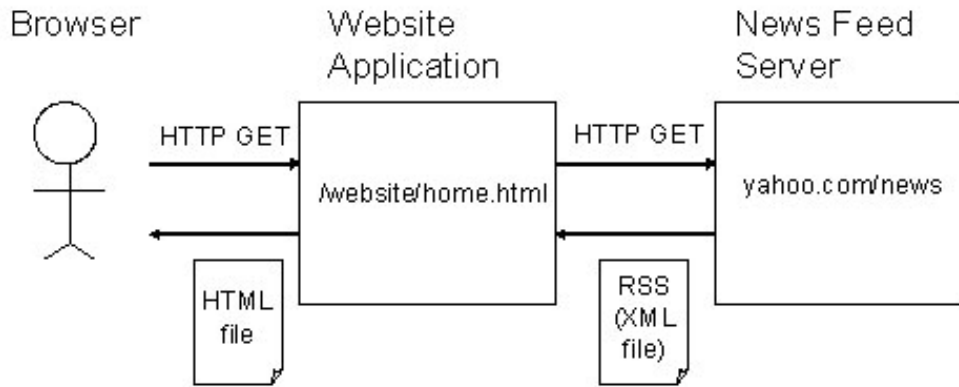 Browser
Website
Application
News Feed
Server
HTTP GET
HTTP GET
/website/home.html
yahoo.com/news
HTML
file
RSS
(XML
file)